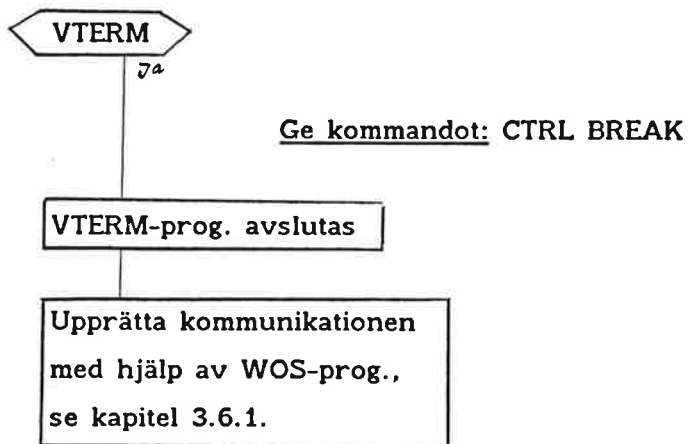 VTERM
Ja
Ge kommandot: CTRL BREAK
VTERM-prog. avslutas
Upprätta kommunikationen
med hjälp av WOS-prog.,
se kapitel 3.6.1.